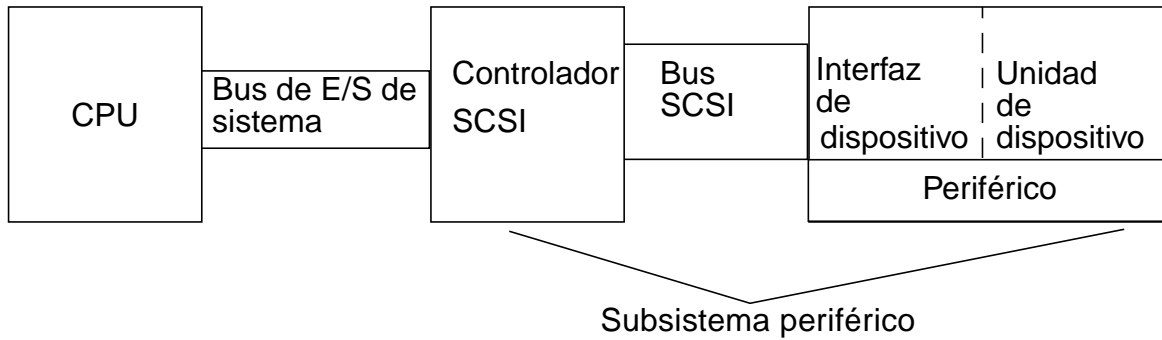 CPU
Bus de E/S de
sistema
Controlador
SCSI
Bus
SCSI
Interfaz
de
dispositivo
Unidad
de
dispositivo
Periférico
Subsistema periférico